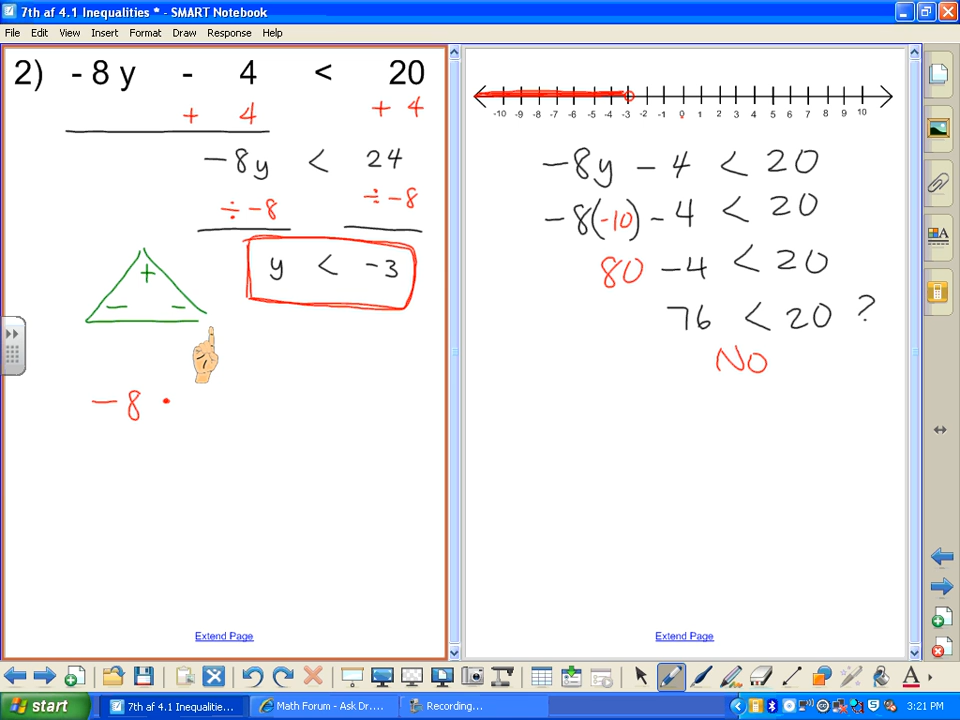 7th af 4.1 Inequalities * - SMART Notebook
File Edit View Insert Format Draw Response Help
2) - 8 y - 4 < 20
+ 4 + 4
-8y < 24
÷ -8 ÷ -8
y < -3
+
- -
-8 ·
-10 -9 -8 -7 -6 -5 -4 -3 -2 -1 0 1 2 3 4 5 6 7 8 9 10
-8y - 4 < 20
-8(-10) - 4 < 20
80 - 4 < 20
76 < 20 ?
No
Extend Page
Extend Page
start
7th af 4.1 Inequalitie...
Math Forum - Ask Dr....
Recording...
3:21 PM